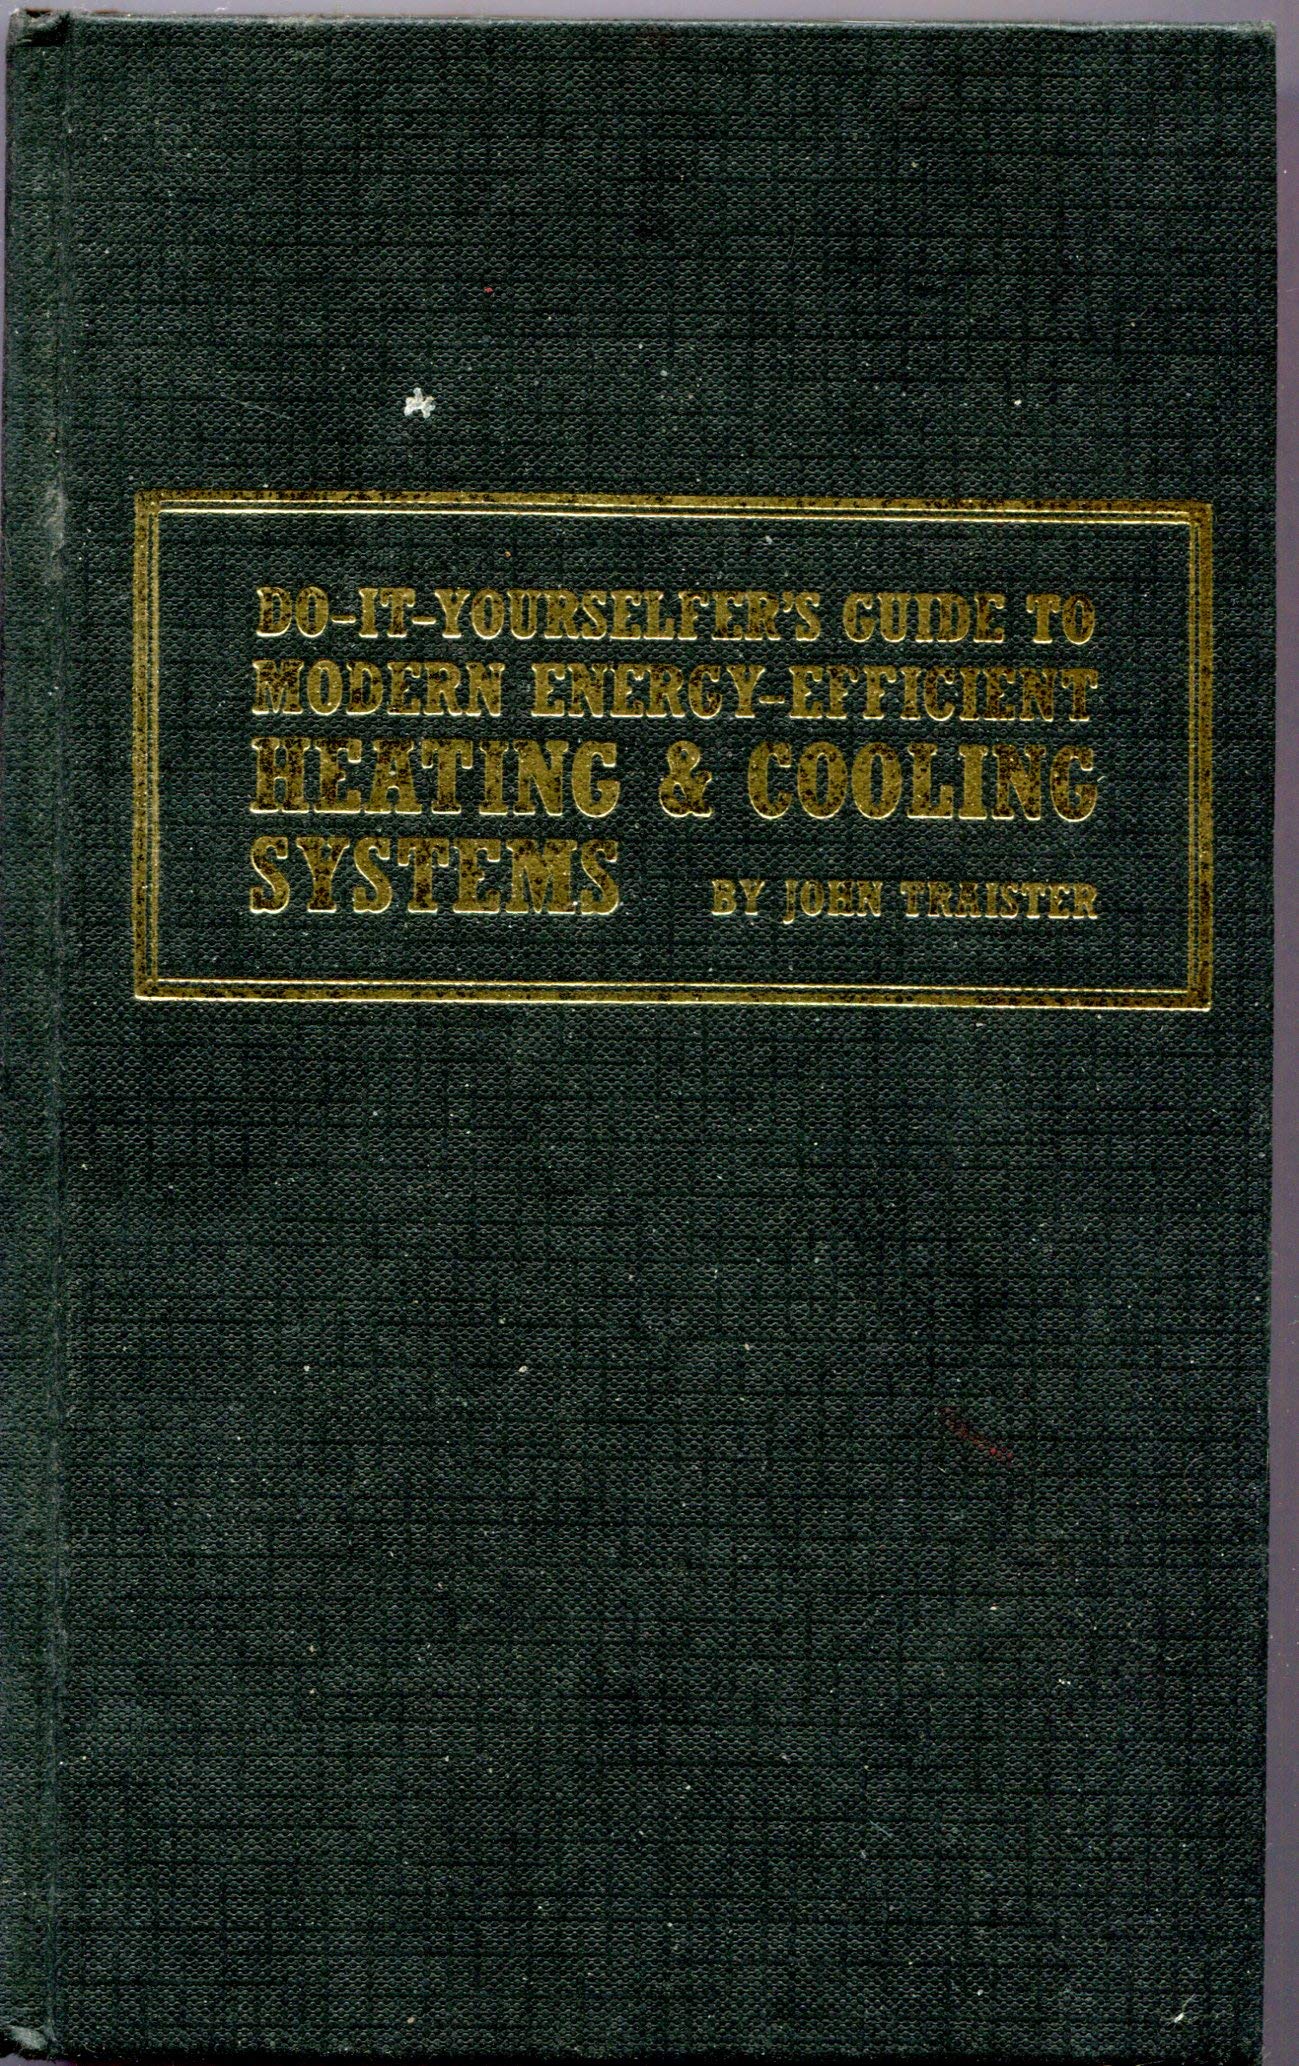 DO-IT-YOURSELFER'S GUIDE TO
MODERN ENERGY-EFFICIENT
HEATING & COOLING
SYSTEMS BY JOHN TRAISTER